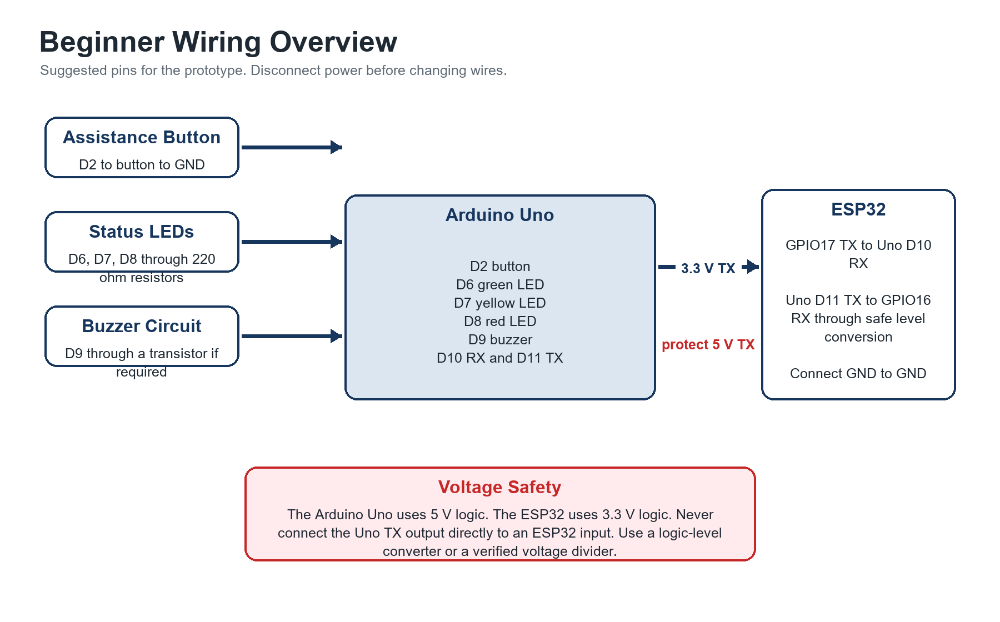 Beginner Wiring Overview
Suggested pins for the prototype. Disconnect power before changing wires.
Assistance Button
D2 to button to GND
Status LEDs
D6, D7, D8 through 220
ohm resistors
Buzzer Circuit
D9 through a transistor if
required
Arduino Uno
D2 button
D6 green LED
D7 yellow LED
D8 red LED
D9 buzzer
D10 RX and D11 TX
3.3 V TX
protect 5 V TX
ESP32
GPIO17 TX to Uno D10
RX
Uno D11 TX to GPIO16
RX through safe level
conversion
Connect GND to GND
Voltage Safety
The Arduino Uno uses 5 V logic. The ESP32 uses 3.3 V logic. Never
connect the Uno TX output directly to an ESP32 input. Use a logic-level
converter or a verified voltage divider.